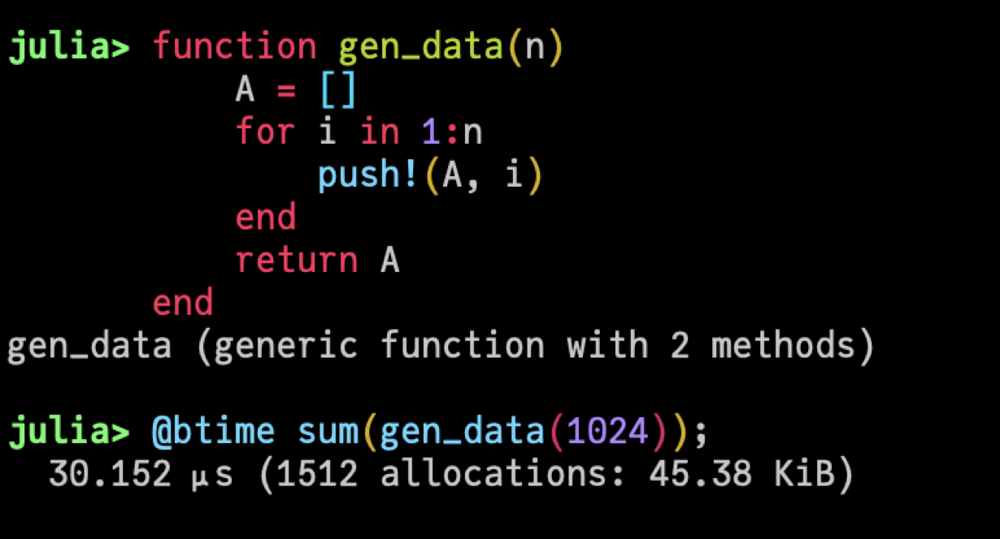 julia> function gen_data(n)
           A = []
           for i in 1:n
               push!(A, i)
           end
           return A
       end
gen_data (generic function with 2 methods)

julia> @btime sum(gen_data(1024));
  30.152 μs (1512 allocations: 45.38 KiB)